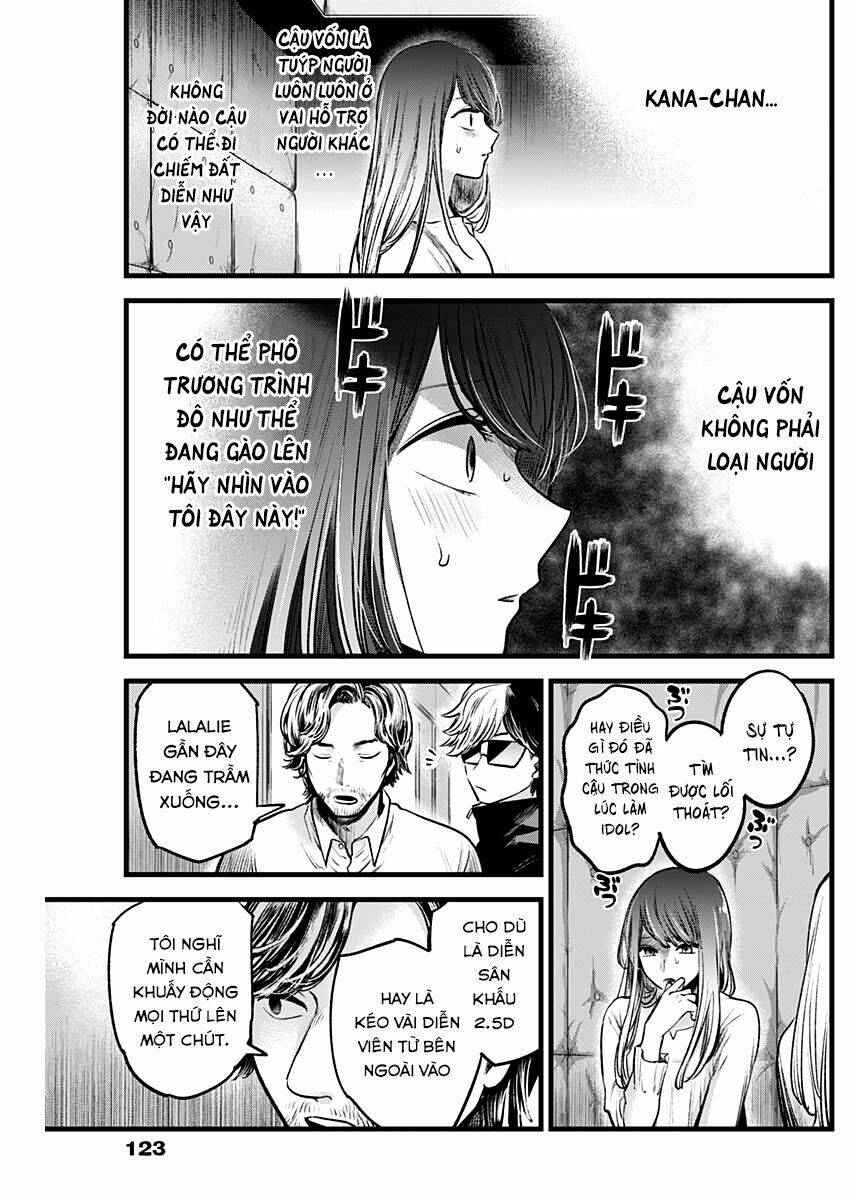 KANA-CHAN...
CẬU VỐN LÀ
TUÝP NGƯỜI
LUÔN LUÔN Ở
VAI HỖ TRỢ
NGƯỜI KHÁC
...
KHÔNG
ĐỜI NÀO CẬU
CÓ THỂ ĐI
CHIẾM ĐẤT
DIỄN NHƯ
VẬY
CẬU VỐN
KHÔNG PHẢI
LOẠI NGƯỜI
ドキ
ドキ
ドキ
CÓ THỂ PHÔ
TRƯƠNG TRÌNH
ĐỘ NHƯ THỂ
ĐANG GÀO LÊN
"HÃY NHÌN VÀO
TÔI ĐÂY NÀY!"
SỰ TỰ
TIN...?
TÌM
ĐƯỢC LỐI
THOÁT?
HAY ĐIỀU
GÌ ĐÓ ĐÃ
THỨC TỈNH
CẬU TRONG
LÚC LÀM
IDOL?
ぶつ
ぶつ
LALALIE
GẦN ĐÂY
ĐANG TRẦM
XUỐNG...
CHO DÙ
LÀ DIỄN
SÂN
KHẤU
2.5D
HAY LÀ
KÉO VÀI DIỄN
VIÊN TỪ BÊN
NGOÀI VÀO
TÔI NGHĨ
MÌNH CẦN
KHUẤY ĐỘNG
MỌI THỨ LÊN
MỘT CHÚT.
123